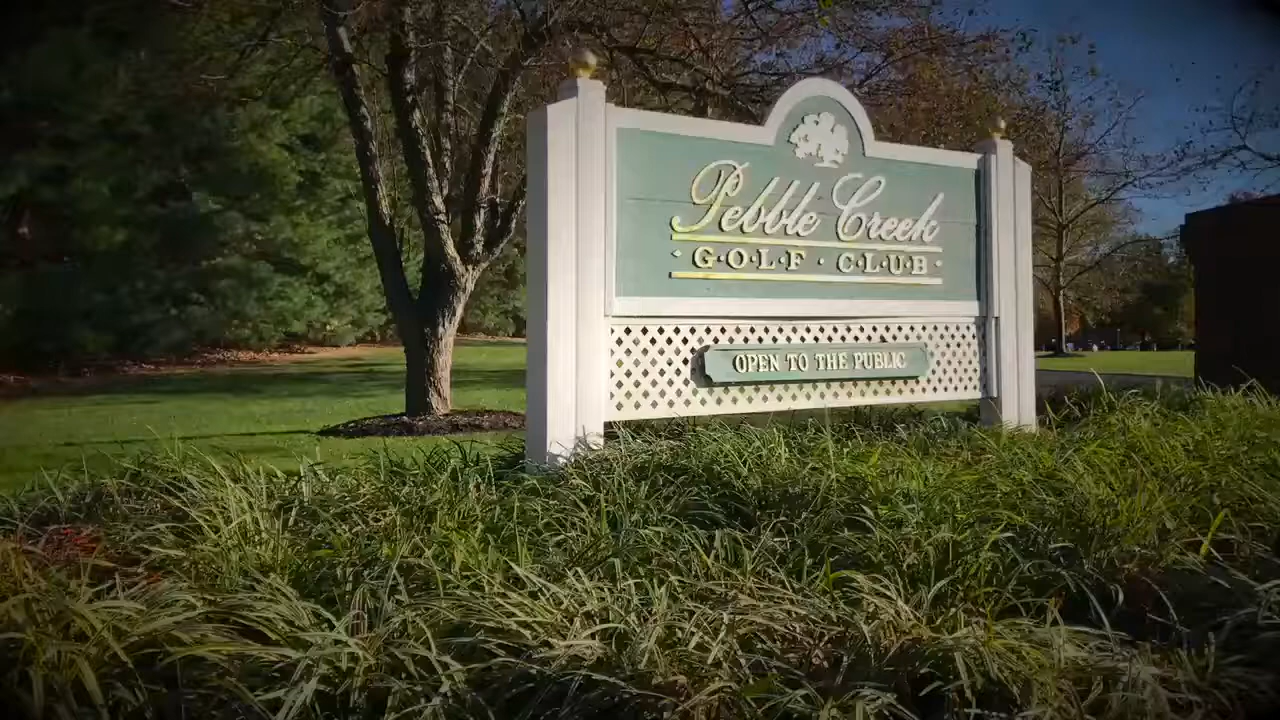 Pebble Creek
· G·O·L·F · C·L·U·B ·
OPEN TO THE PUBLIC